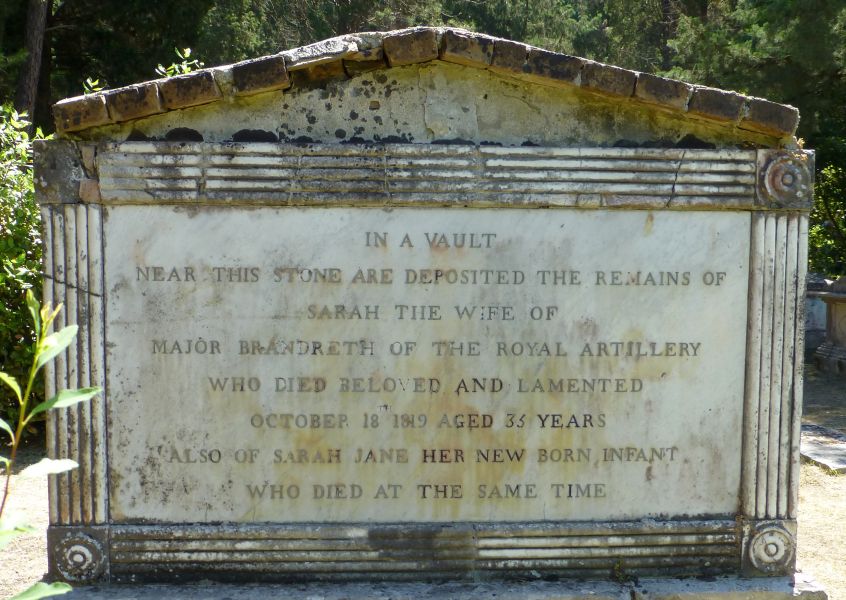 IN A VAULT
NEAR THIS STONE ARE DEPOSITED THE REMAINS OF
SARAH THE WIFE OF
MAJOR BRANDRETH OF THE ROYAL ARTILLERY
WHO DIED BELOVED AND LAMENTED
OCTOBER 18 1819 AGED 35 YEARS
ALSO OF SARAH JANE HER NEW BORN INFANT
WHO DIED AT THE SAME TIME